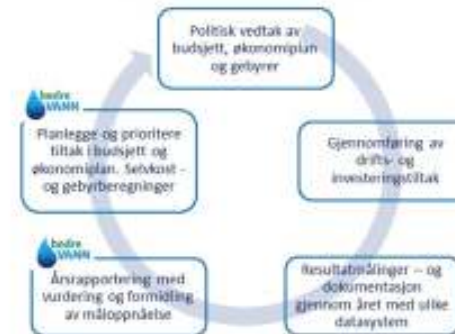 Politisk vedtak av
budsjett, økonomiplan
og gebyrer
bedre
VANN
Planlegge og prioritere
tiltak i budsjett og
økonomiplan. Selvkost -
og gebyrberegninger
Gjennomføring av
drifts- og
investeringstiltak
bedre
VANN
Årsrapportering med
vurdering og formidling
av måloppnåelse
Resultatmålinger – og
dokumentasjon
gjennom året med ulike
datasystem